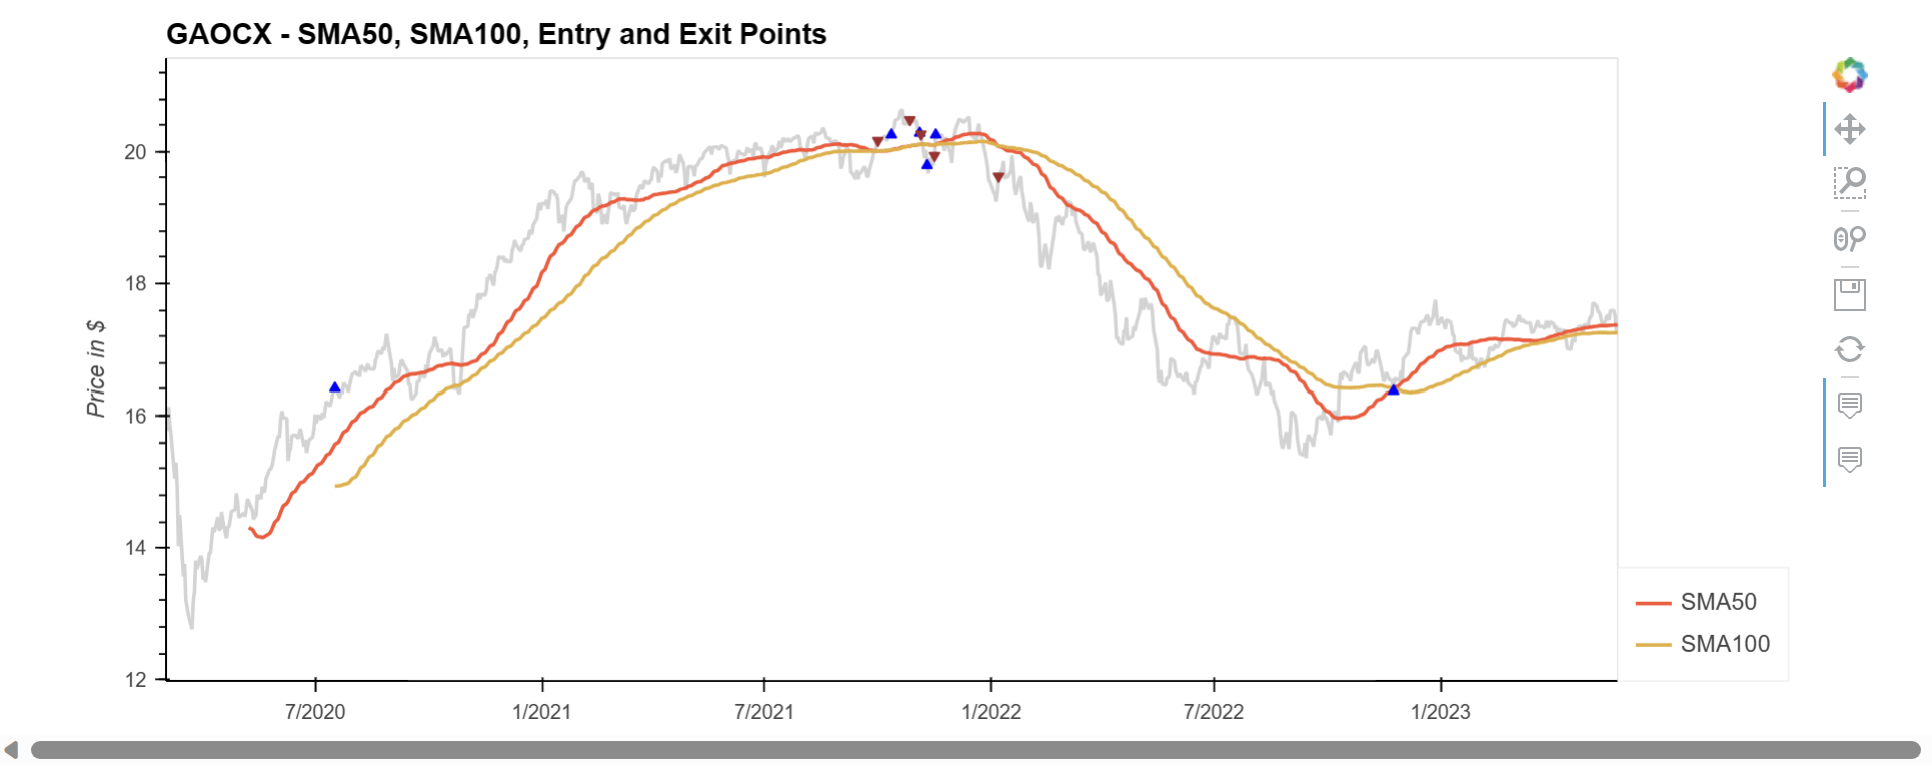 GAOCX - SMA50, SMA100, Entry and Exit Points
Price in $
20
18
16
14
12
7/2020
1/2021
7/2021
1/2022
7/2022
1/2023
SMA50
SMA100